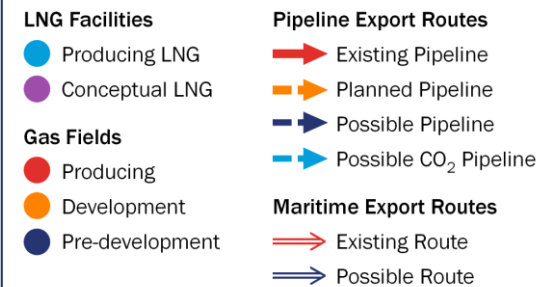 LNG Facilities
Producing LNG
Conceptual LNG
Gas Fields
Producing
Development
Pre-development
Pipeline Export Routes
Existing Pipeline
Planned Pipeline
Possible Pipeline
Possible CO₂ Pipeline
Maritime Export Routes
Existing Route
Possible Route